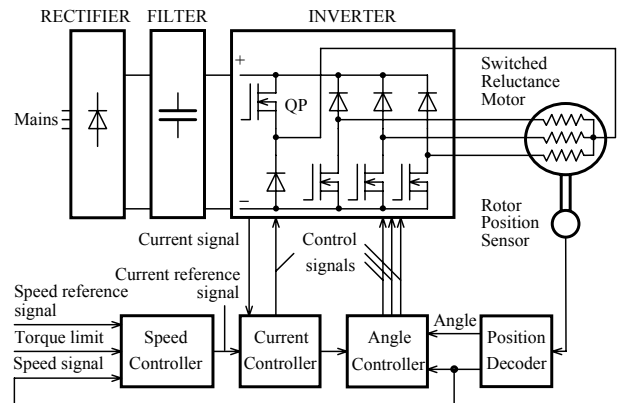 RECTIFIER
FILTER
INVERTER
+
QP
−
Mains
Switched
Reluctance
Motor
Rotor
Position
Sensor
Current signal
Control
signals
Current reference
signal
Speed reference
signal
Torque limit
Speed signal
Speed
Controller
Current
Controller
Angle
Controller
Angle
Position
Decoder